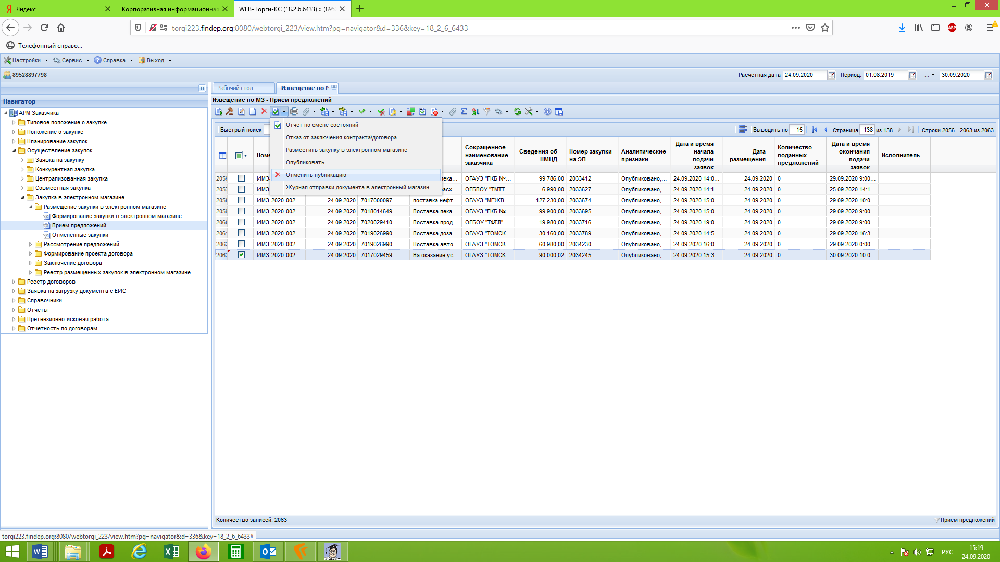 Яндекс
Корпоративная информационная
WEB-Торги-КС (18.2.6.6433) :: (895
torgi223.findep.org:8080/webtorgi_223/view.htm?pg=navigator&d=336&key=18_2_6_6433
ABP
Телефонный справо...
Настройки Сервис Справка Выход
89528897798
Расчетная дата 24.09.2020 Период: 01.08.2019 ... 30.09.2020
Рабочий стол
Извещение по М
Навигатор
Извещение по МЗ - Прием предложений
АРМ Заказчика
Типовое положение о закупке
Положение о закупке
Планирование закупок
Осуществление закупок
Заявка на закупку
Конкурентная закупка
Централизованная закупка
Совместная закупка
Закупка в электронном магазине
Размещение закупки в электронном магазине
Формирование закупки в электронном магазине
Прием предложений
Отмененные закупки
Рассмотрение предложений
Формирование проекта договора
Заключение договора
Реестр размещенных закупок в электронном магазине
Реестр договоров
Заявка на загрузку документа с ЕИС
Справочники
Отчеты
Претензионно-исковая работа
Отчетность по договорам
Быстрый поиск
Выводить по 15 Страница 138 из 138 Строки 2056 - 2063 из 2063
Отчет по смене состояний
Отказ от заключения контракта\договора
Разместить закупку в электронном магазине
Опубликовать
Отменить публикацию
Журнал отправки документа в электронный магазин
Номе
Сокращенное наименование заказчика
Сведения об НМЦД
Номер закупки на ЭП
Аналитические признаки
Дата и время начала подачи заявок
Дата размещения
Количество поданных предложений
Дата и время окончания подачи заявок
Исполнитель
2056 ИМЗ лека... ОГАУЗ "ГКБ №... 99 786,00 2033412 Опубликовано,... 24.09.2020 14:0... 24.09.2020 0 29.09.2020 9:00...
2057 ИМЗ расх... ОГБПОУ "ТМТТ... 6 990,00 2033627 Опубликовано,... 24.09.2020 14:1... 24.09.2020 0 25.09.2020 14:1...
2058 ИМЗ-2020-002... 24.09.2020 7017000097 поставка нефт... ОГАУЗ "МЕЖВ... 127 230,00 2033674 Опубликовано,... 24.09.2020 15:0... 24.09.2020 0 29.09.2020 10:0...
2059 ИМЗ-2020-002... 24.09.2020 7018014649 Поставка лека... ОГАУЗ "ГКБ №... 99 900,00 2033695 Опубликовано,... 24.09.2020 15:0... 24.09.2020 0 29.09.2020 9:00...
2060 ИМЗ-2020-002... 24.09.2020 7020029410 Поставка прод... ОГБОУ "ТФТЛ" 19 980,00 2033716 Опубликовано,... 24.09.2020 19:0... 24.09.2020 0 29.09.2020 9:00...
2061 ИМЗ-2020-002... 24.09.2020 7019026990 Поставка доза... ОГАУЗ "ТОМСК... 30 160,00 2033789 Опубликовано,... 24.09.2020 14:5... 24.09.2020 0 29.09.2020 16:3...
2062 ИМЗ-2020-002... 24.09.2020 7019026990 Поставка авто... ОГАУЗ "ТОМСК... 60 980,00 2034230 Опубликовано,... 24.09.2020 16:0... 24.09.2020 0 29.09.2020 0:00...
2063 ИМЗ-2020-002... 24.09.2020 7017029459 На оказание ус... ОГАУЗ "ТОМСК... 90 000,02 2034245 Опубликовано,... 24.09.2020 15:3... 24.09.2020 0 30.09.2020 10:0...
Количество записей: 2063
Прием предложений
torgi223.findep.org:8080/webtorgi_223/view.htm?pg=navigator&d=336&key=18_2_6_6433#
РУС
15:19
24.09.2020